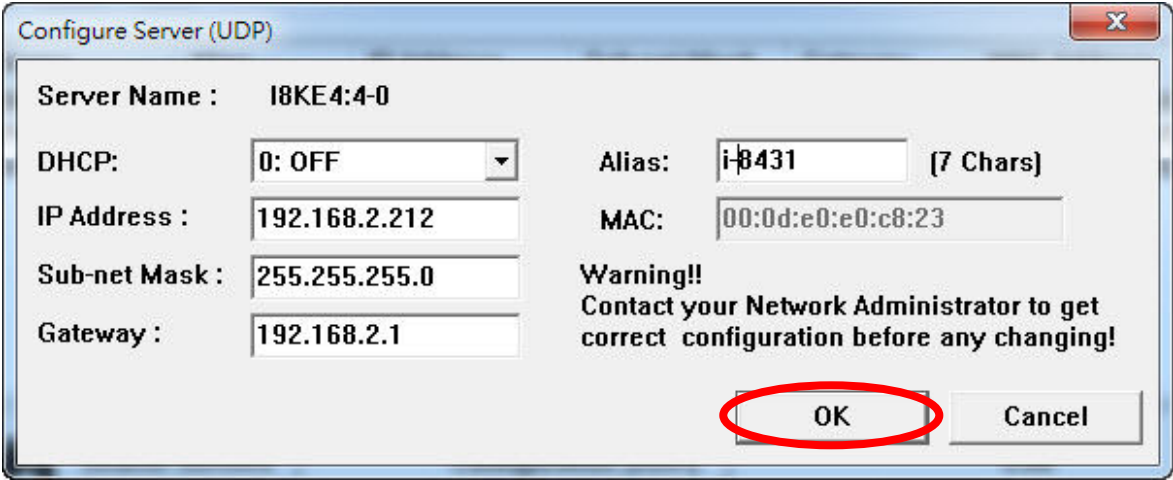 Configure Server (UDP)
Server Name : I8KE4:4-0
DHCP: 0: OFF Alias: i-8431 (7 Chars)
IP Address : 192.168.2.212 MAC: 00:0d:e0:e0:c8:23
Sub-net Mask : 255.255.255.0 Warning!!
Contact your Network Administrator to get
Gateway : 192.168.2.1 correct configuration before any changing!
OK Cancel